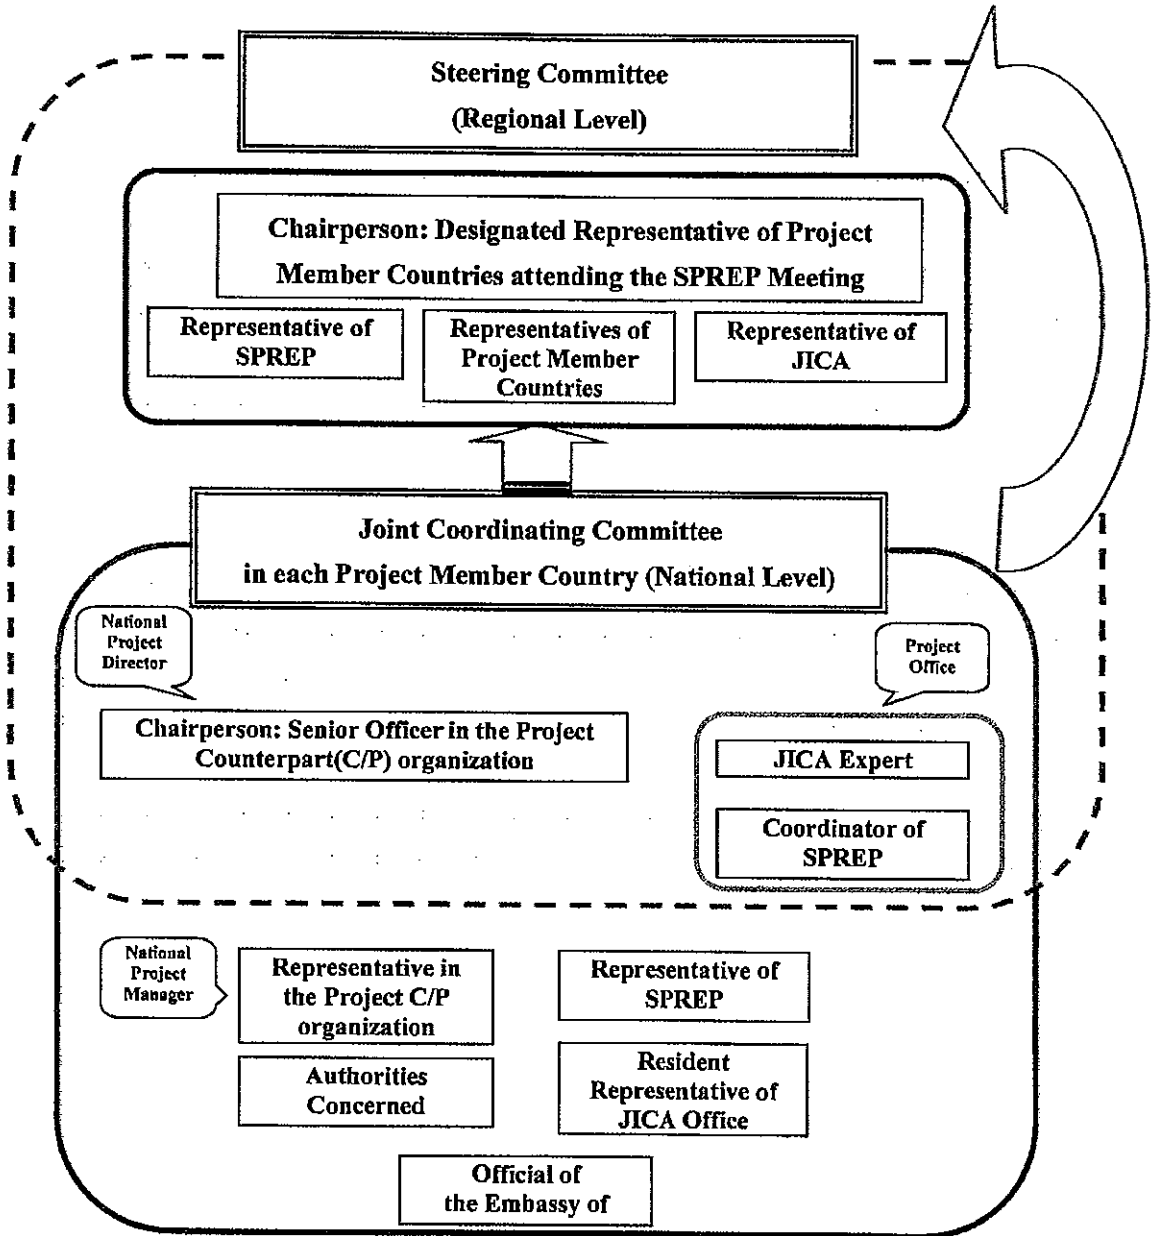 Steering Committee
(Regional Level)
Chairperson: Designated Representative of Project
Member Countries attending the SPREP Meeting
Representative of
SPREP
Representatives of
Project Member
Countries
Representative of
JICA
Joint Coordinating Committee
in each Project Member Country (National Level)
National
Project
Director
Project
Office
Chairperson: Senior Officer in the Project
Counterpart(C/P) organization
JICA Expert
Coordinator of
SPREP
National
Project
Manager
Representative in
the Project C/P
organization
Representative of
SPREP
Authorities
Concerned
Resident
Representative of
JICA Office
Official of
the Embassy of